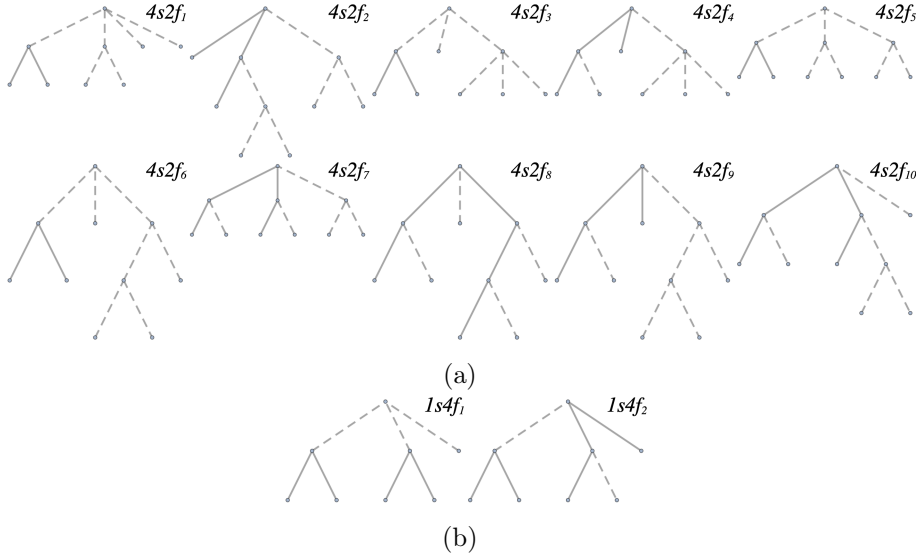 4s2f₁ 4s2f₂ 4s2f₃ 4s2f₄ 4s2f₅
4s2f₆ 4s2f₇ 4s2f₈ 4s2f₉ 4s2f₁₀
(a)
1s4f₁ 1s4f₂
(b)